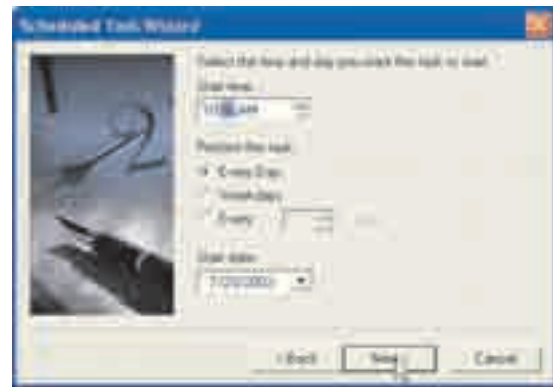 Scheduled Task Wizard
Select the time and day you want this task to start.
Start time:
AM
Perform this task:
Every Day
Weekdays
Every
Start date:
< Back
Next >
Cancel